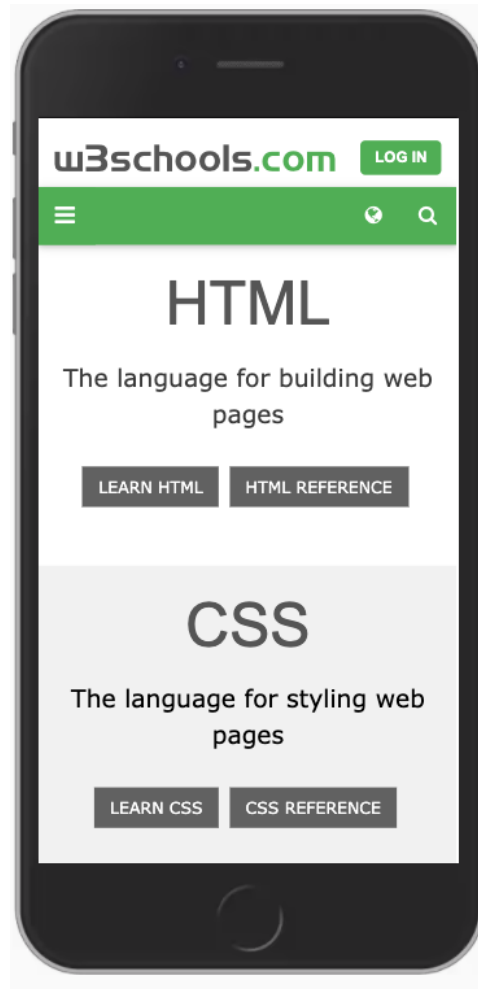 w3schools.com LOG IN
HTML
The language for building web
pages
LEARN HTML HTML REFERENCE
CSS
The language for styling web
pages
LEARN CSS CSS REFERENCE